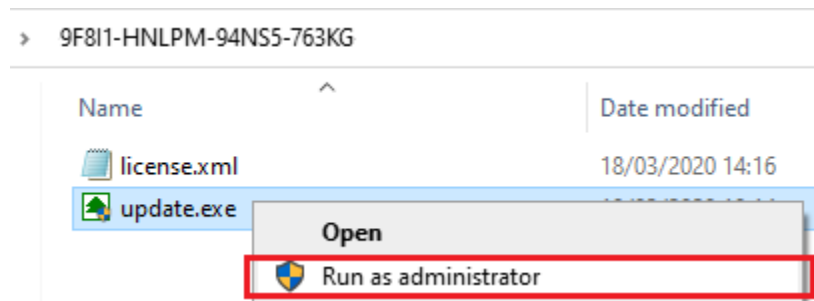 9F8I1-HNLPM-94NS5-763KG
Name Date modified
license.xml 18/03/2020 14:16
update.exe
Open
Run as administrator